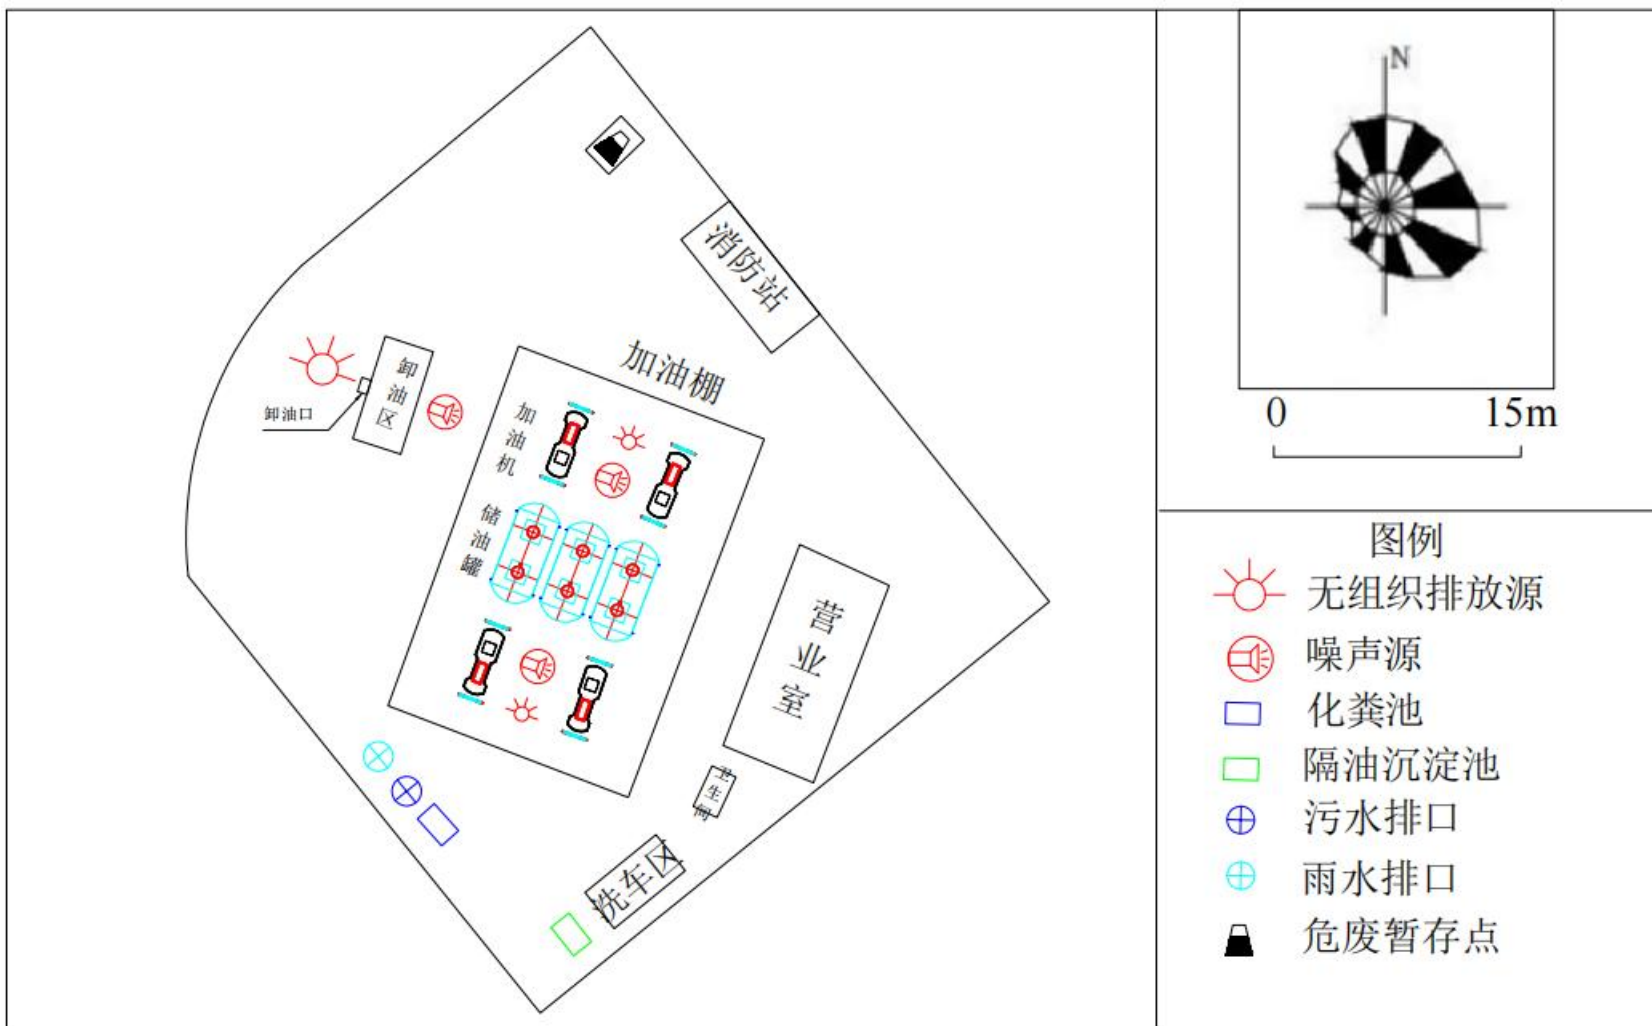 N
0 15m
消防站
加油棚
卸油区
卸油口
加油机
储油罐
营业室
卫生间
洗车区
图例
无组织排放源
噪声源
化粪池
隔油沉淀池
污水排口
雨水排口
危废暂存点